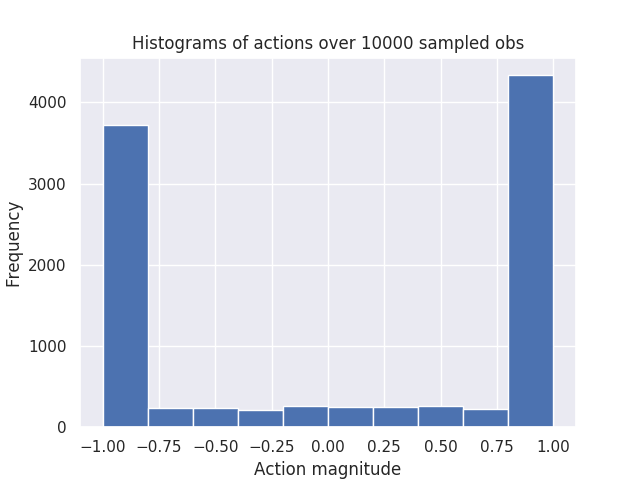 Histograms of actions over 10000 sampled obs
4000
3000
2000
1000
0
Frequency
−1.00 −0.75 −0.50 −0.25 0.00 0.25 0.50 0.75 1.00
Action magnitude